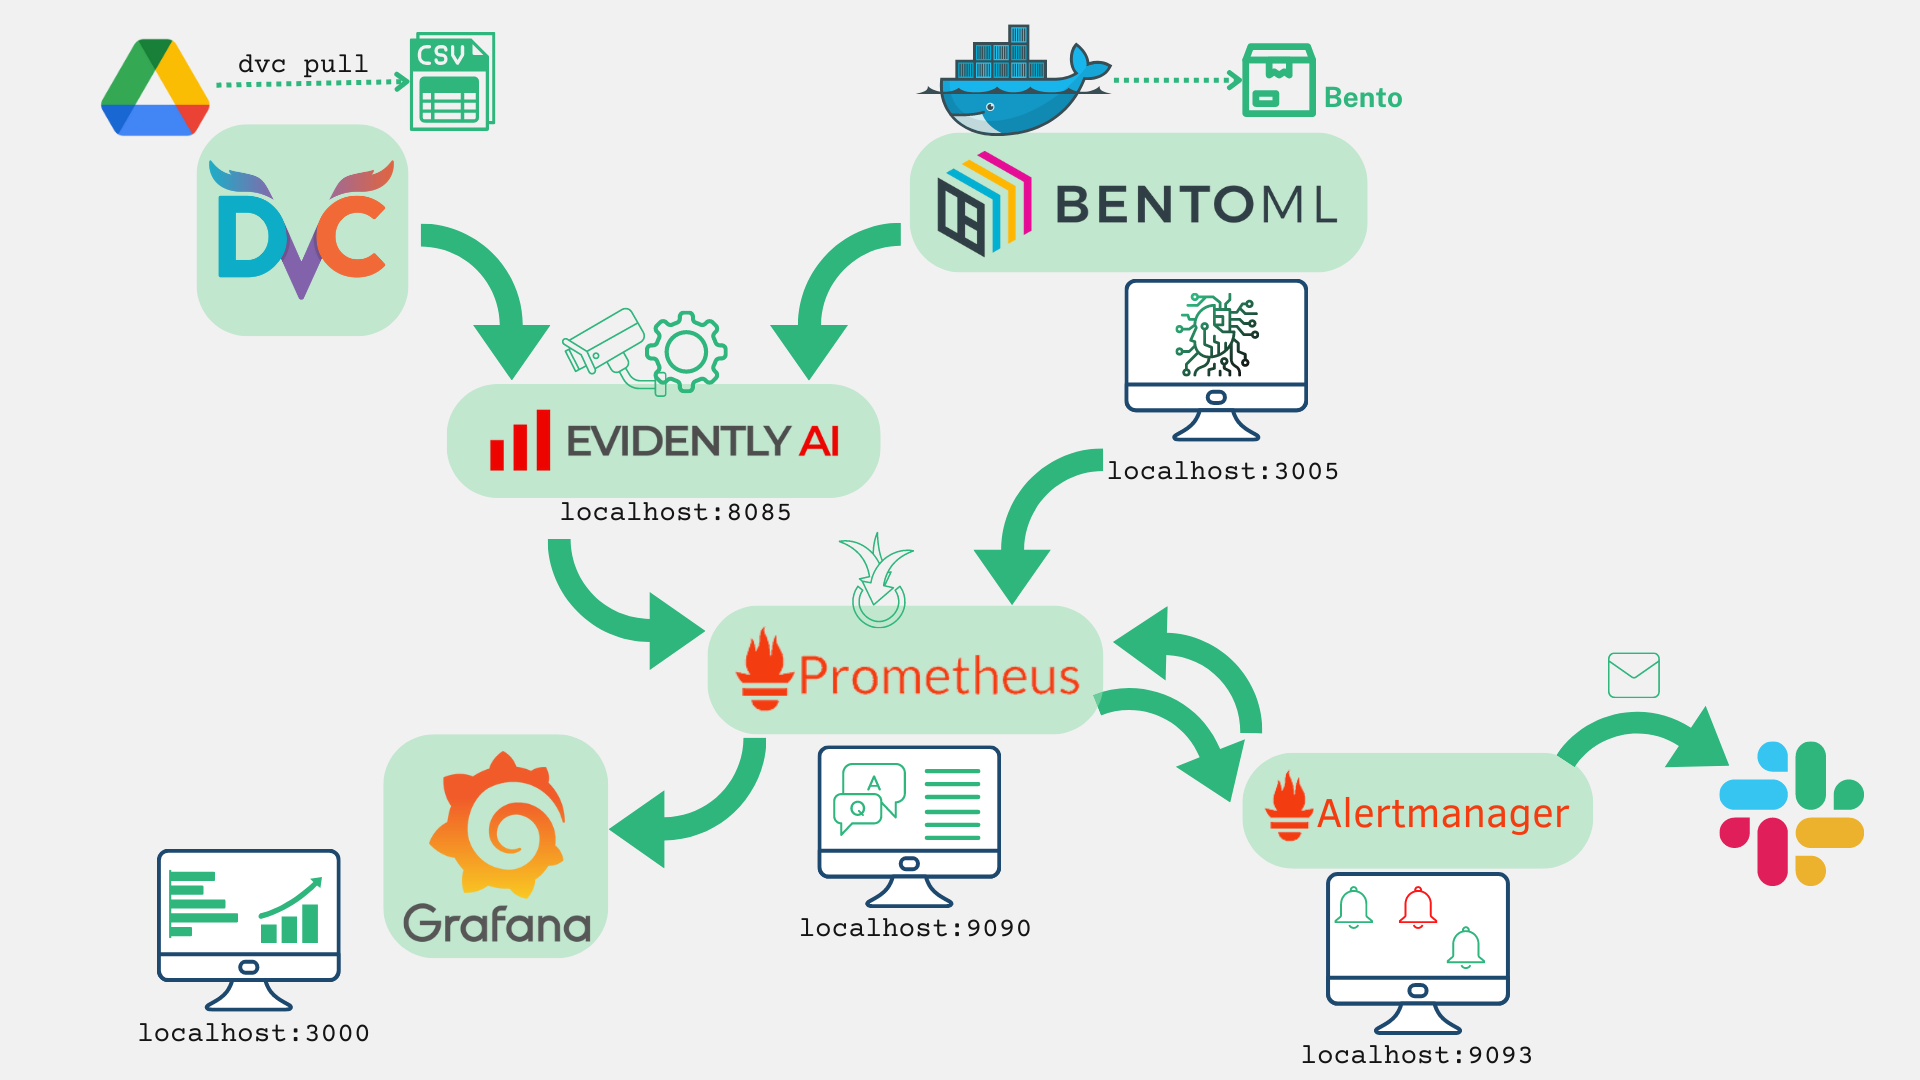 dvc pull
CSV
Bento
DVC
BENTOML
EVIDENTLY AI
localhost:3005
localhost:8085
Prometheus
A
Q
Alertmanager
Grafana
localhost:9090
localhost:3000
localhost:9093